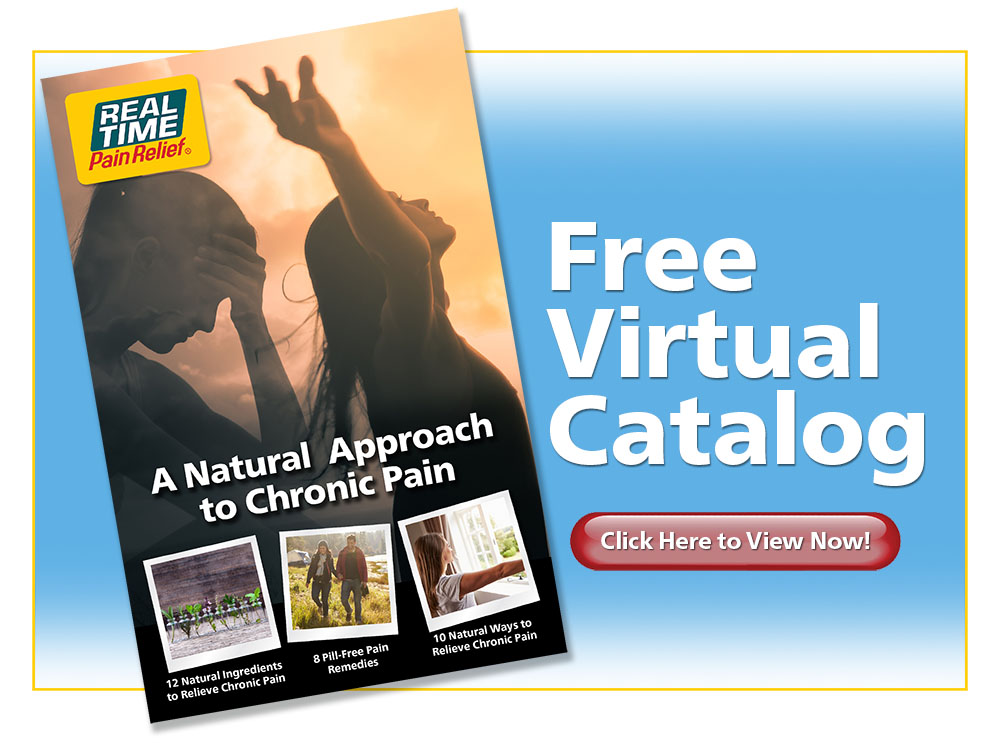 REAL
TIME
Pain Relief®
A Natural Approach
to Chronic Pain
12 Natural Ingredients
to Relieve Chronic Pain
8 Pill-Free Pain
Remedies
10 Natural Ways to
Relieve Chronic Pain
Free
Virtual
Catalog
Click Here to View Now!